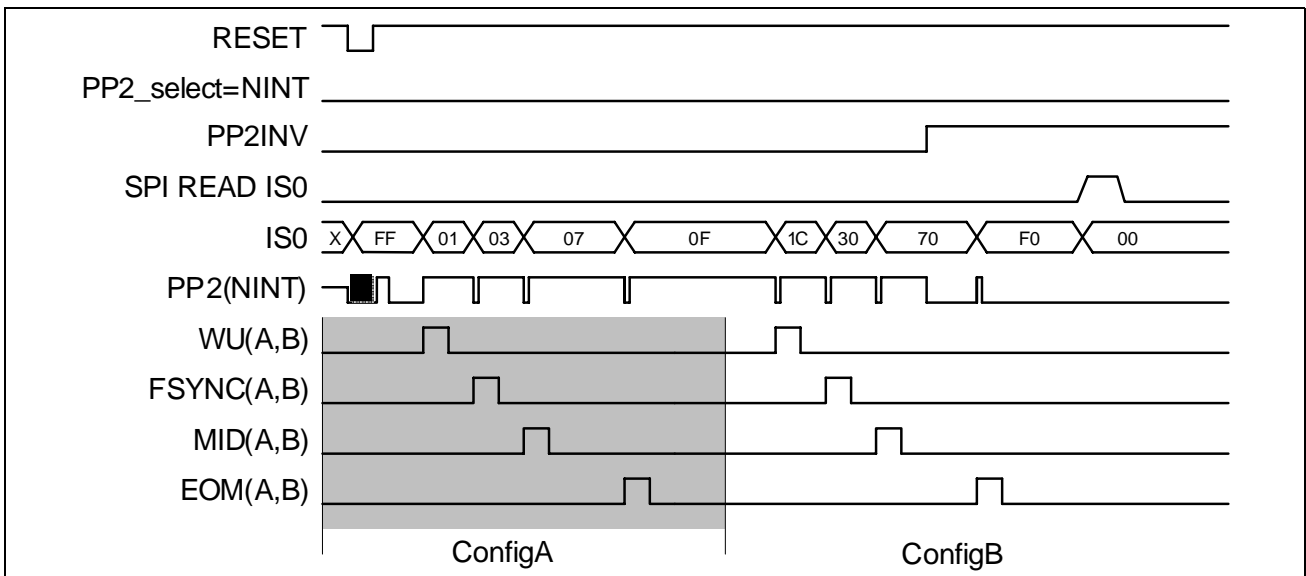 RESET
PP2_select=NINT
PP2INV
SPI READ IS0
IS0 X FF 01 03 07 0F 1C 30 70 F0 00
PP2(NINT)
WU(A,B)
FSYNC(A,B)
MID(A,B)
EOM(A,B)
ConfigA ConfigB